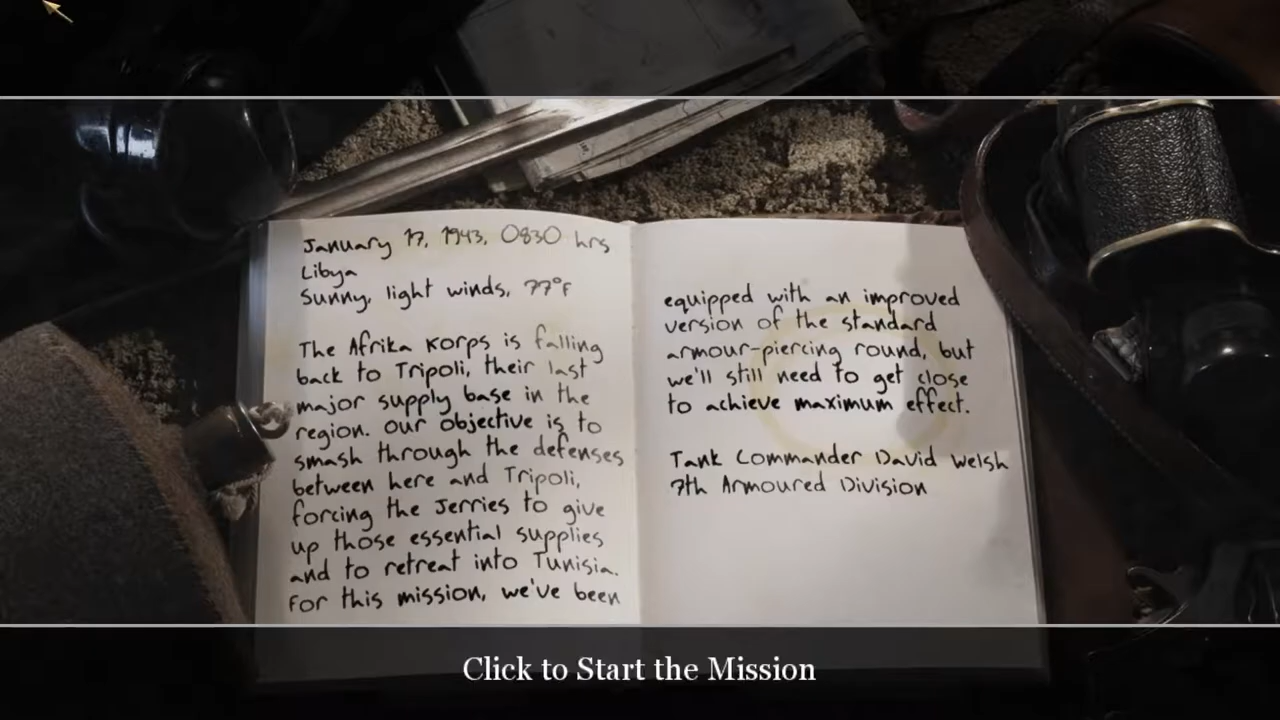 January 17, 1943, 0830 hrs
Libya
Sunny, light winds, 77°F
The Afrika Korps is falling
back to Tripoli, their last
major supply base in the
region. Our objective is to
smash through the defenses
between here and Tripoli,
forcing the Jerries to give
up those essential supplies
and to retreat into Tunisia.
For this mission, we've been
equipped with an improved
version of the standard
armour-piercing round, but
we'll still need to get close
to achieve maximum effect.
Tank Commander David Welsh
7th Armoured Division
Click to Start the Mission